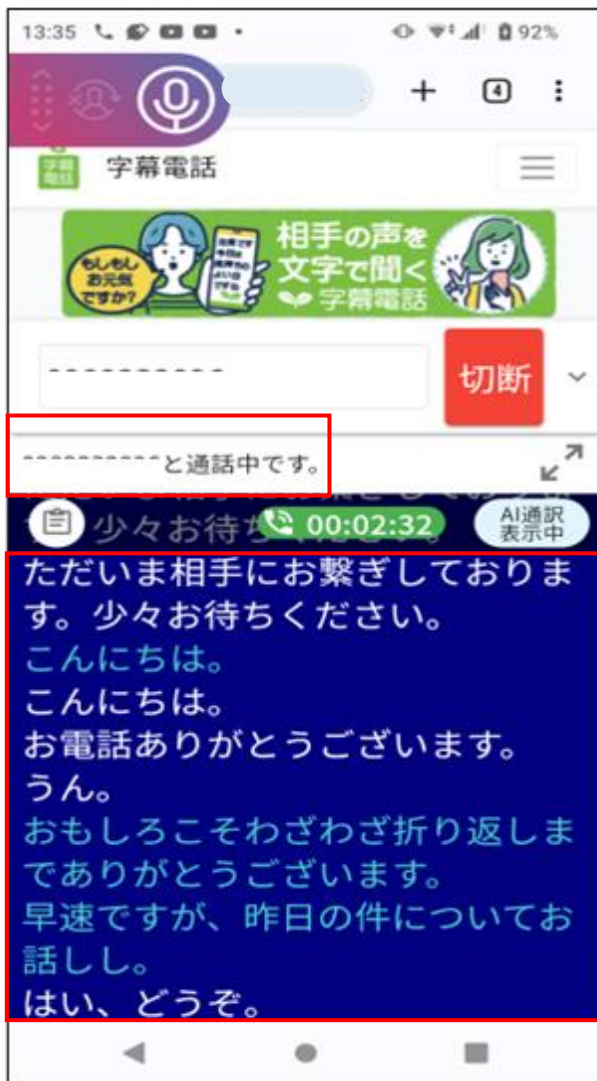 13:35
92%
4
字幕電話
字幕電話
もしもし
お元気
ですか?
相手の声を
文字で聞く
字幕電話
切断
と通話中です。
少々お待ち
00:02:32
AI通訳
表示中
ただいま相手にお繋ぎしておりま
す。少々お待ちください。
こんにちは。
こんにちは。
お電話ありがとうございます。
うん。
おもしろこそわざわざ折り返しま
でありがとうございます。
早速ですが、昨日の件についてお
話しし。
はい、どうぞ。